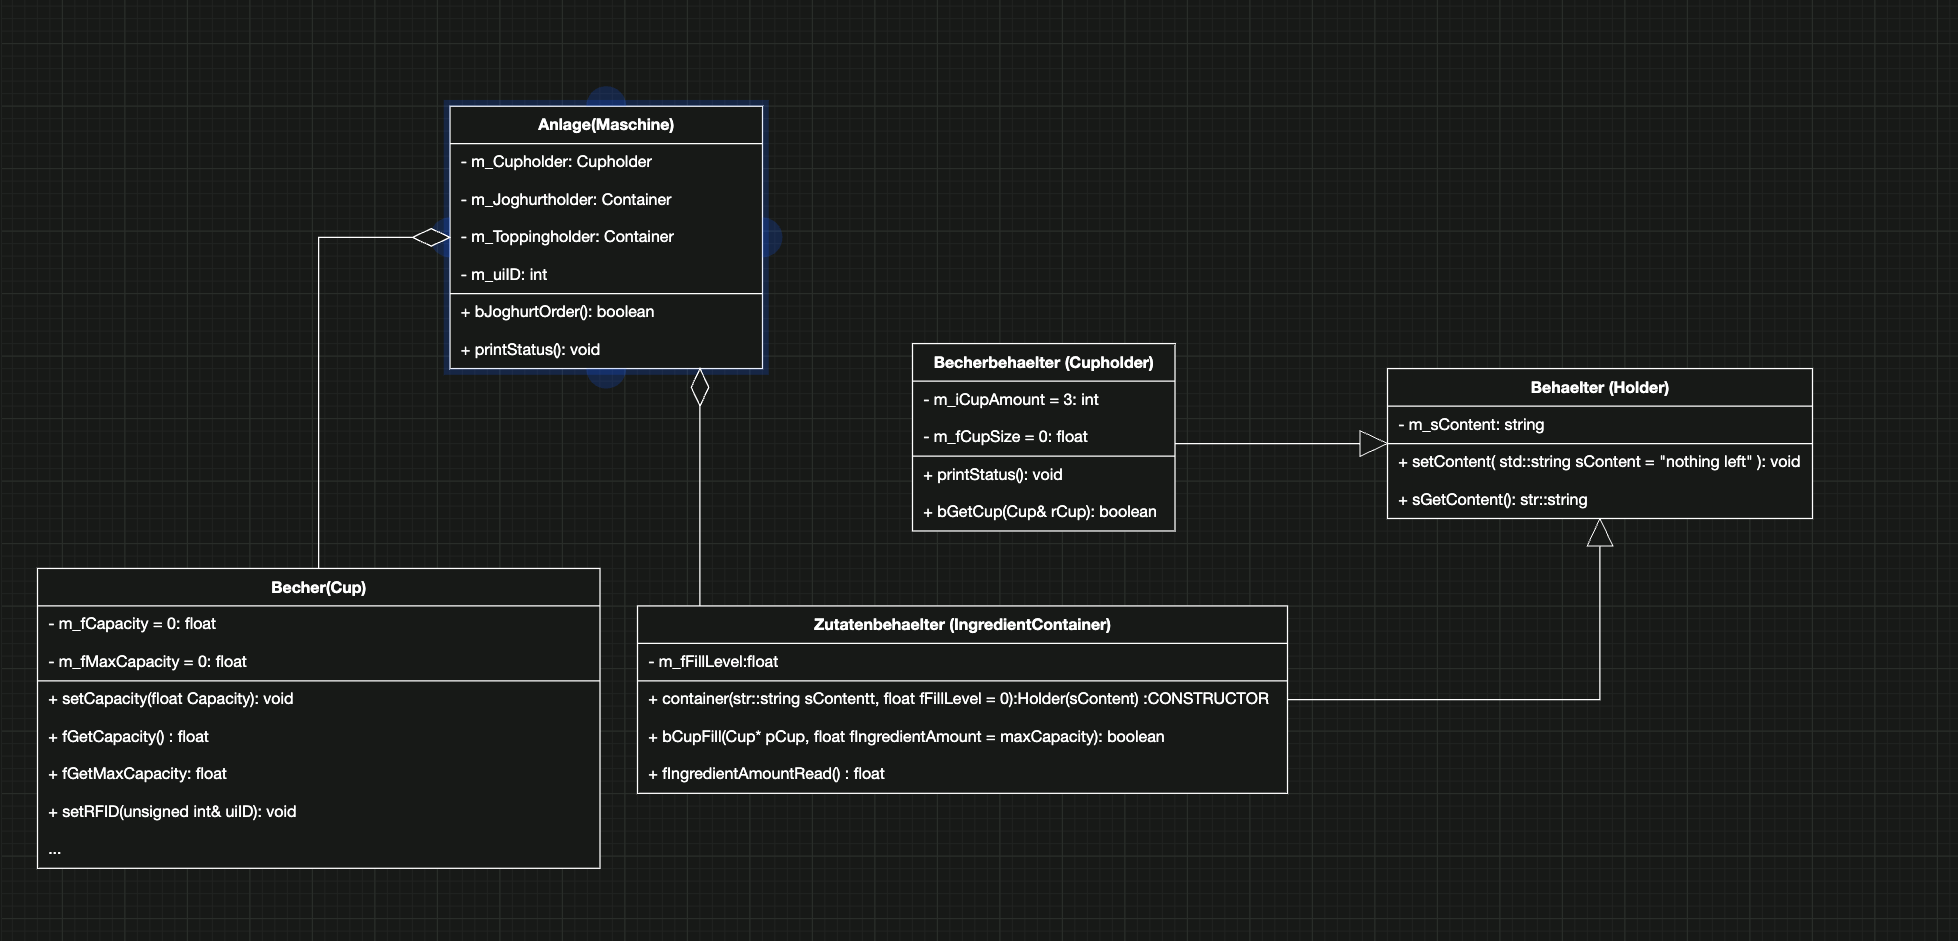 Anlage(Maschine)
- m_Cupholder: Cupholder
- m_Joghurtholder: Container
- m_Toppingholder: Container
- m_uiID: int
+ bJoghurtOrder(): boolean
+ printStatus(): void
Becherbehaelter (Cupholder)
- m_iCupAmount = 3: int
- m_fCupSize = 0: float
+ printStatus(): void
+ bGetCup(Cup& rCup): boolean
Behaelter (Holder)
- m_sContent: string
+ setContent( std::string sContent = "nothing left" ): void
+ sGetContent(): str::string
Becher(Cup)
- m_fCapacity = 0: float
- m_fMaxCapacity = 0: float
+ setCapacity(float Capacity): void
+ fGetCapacity() : float
+ fGetMaxCapacity: float
+ setRFID(unsigned int& uiID): void
...
Zutatenbehaelter (IngredientContainer)
- m_fFillLevel:float
+ container(str::string sContentt, float fFillLevel = 0):Holder(sContent) :CONSTRUCTOR
+ bCupFill(Cup* pCup, float fIngredientAmount = maxCapacity): boolean
+ fIngredientAmountRead() : float